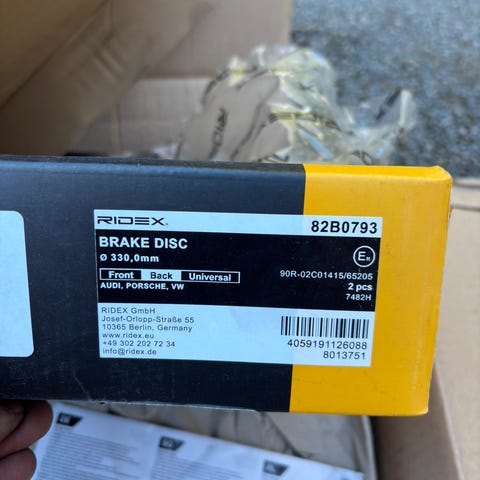 RIDEX
82B0793
BRAKE DISC
Ø 330,0mm
Front Back Universal
90R-02C01415/65205
AUDI, PORSCHE, VW
2 pcs
7482H
RIDEX GmbH
Josef-Orlopp-Straße 55
10365 Berlin, Germany
www.ridex.eu
+49 302 202 72 34
info@ridex.de
4059191126088
8013751